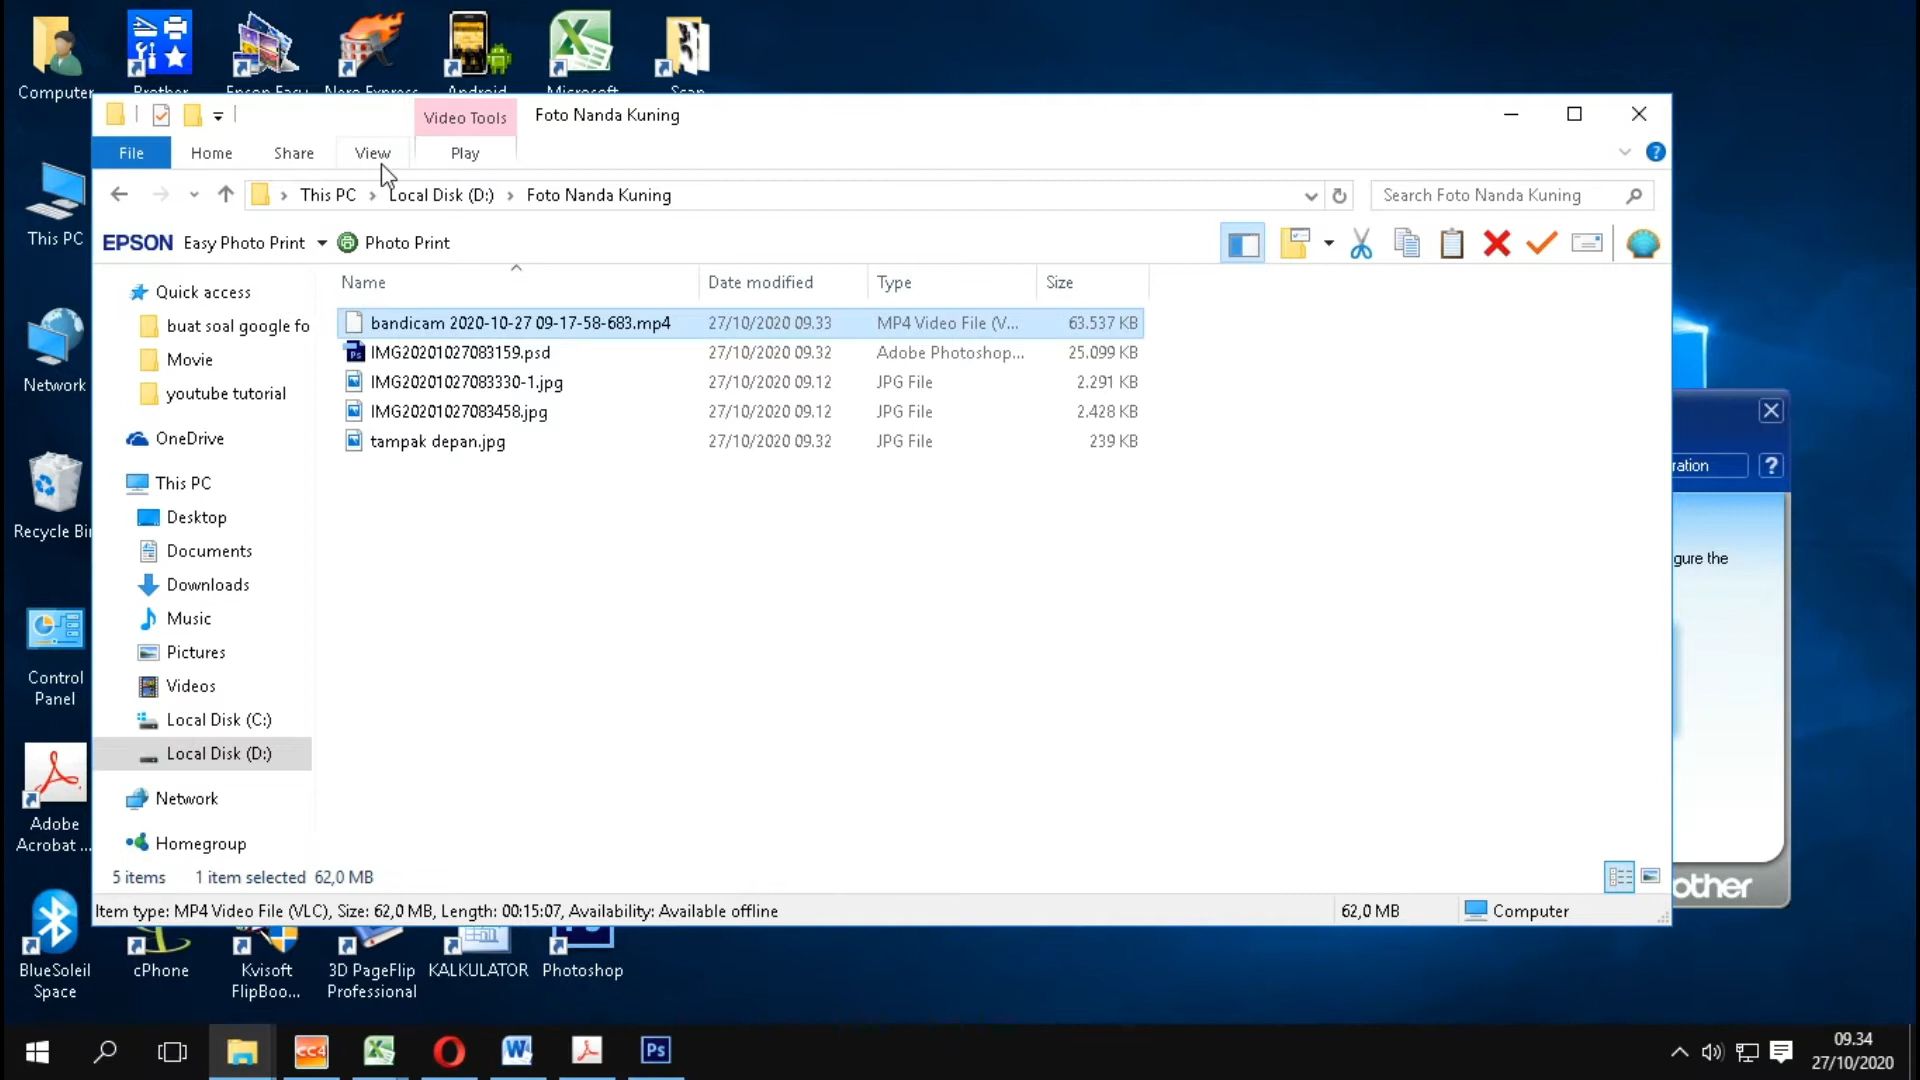 Computer
Brother
Epson Easy
Nero Express
Android
Microsoft
Scan
Video Tools
Foto Nanda Kuning
File
Home
Share
View
Play
This PC
Local Disk (D:)
Foto Nanda Kuning
Search Foto Nanda Kuning
EPSON Easy Photo Print
Photo Print
Name
Date modified
Type
Size
bandicam 2020-10-27 09-17-58-683.mp4 27/10/2020 09.33 MP4 Video File (V... 63.537 KB
IMG20201027083159.psd 27/10/2020 09.32 Adobe Photoshop... 25.099 KB
IMG20201027083330-1.jpg 27/10/2020 09.12 JPG File 2.291 KB
IMG20201027083458.jpg 27/10/2020 09.12 JPG File 2.428 KB
tampak depan.jpg 27/10/2020 09.32 JPG File 239 KB
Quick access
buat soal google fo
Movie
youtube tutorial
OneDrive
This PC
Desktop
Documents
Downloads
Music
Pictures
Videos
Local Disk (C:)
Local Disk (D:)
Network
Homegroup
5 items 1 item selected 62,0 MB
Item type: MP4 Video File (VLC), Size: 62,0 MB, Length: 00:15:07, Availability: Available offline
62,0 MB
Computer
This PC
Network
Recycle Bi
Control
Panel
Adobe
Acrobat ...
BlueSoleil
Space
cPhone
Kvisoft
FlipBoo...
3D PageFlip
Professional
KALKULATOR
Photoshop
ration
?
gure the
other
CC4
Ps
09.34
27/10/2020